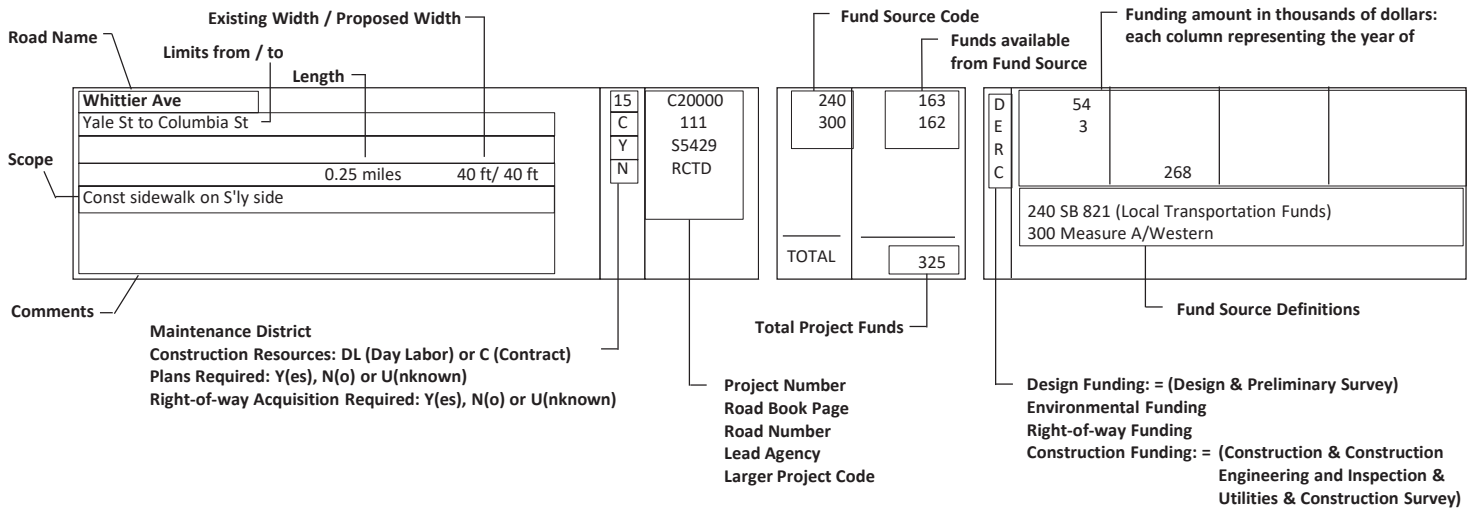 Existing Width / Proposed Width
Road Name
Limits from / to
Length
Fund Source Code
Funds available
from Fund Source
Funding amount in thousands of dollars:
each column representing the year of
Whittier Ave
Yale St to Columbia St
0.25 miles 40 ft/ 40 ft
Scope
Const sidewalk on S'ly side
Comments
15
C
Y
N
C20000
111
S5429
RCTD
240 163
300 162
TOTAL 325
D 54
E 3
R
C 268
240 SB 821 (Local Transportation Funds)
300 Measure A/Western
Maintenance District
Construction Resources: DL (Day Labor) or C (Contract)
Plans Required: Y(es), N(o) or U(nknown)
Right-of-way Acquisition Required: Y(es), N(o) or U(nknown)
Total Project Funds
Fund Source Definitions
Project Number
Road Book Page
Road Number
Lead Agency
Larger Project Code
Design Funding: = (Design & Preliminary Survey)
Environmental Funding
Right-of-way Funding
Construction Funding: = (Construction & Construction
Engineering and Inspection &
Utilities & Construction Survey)